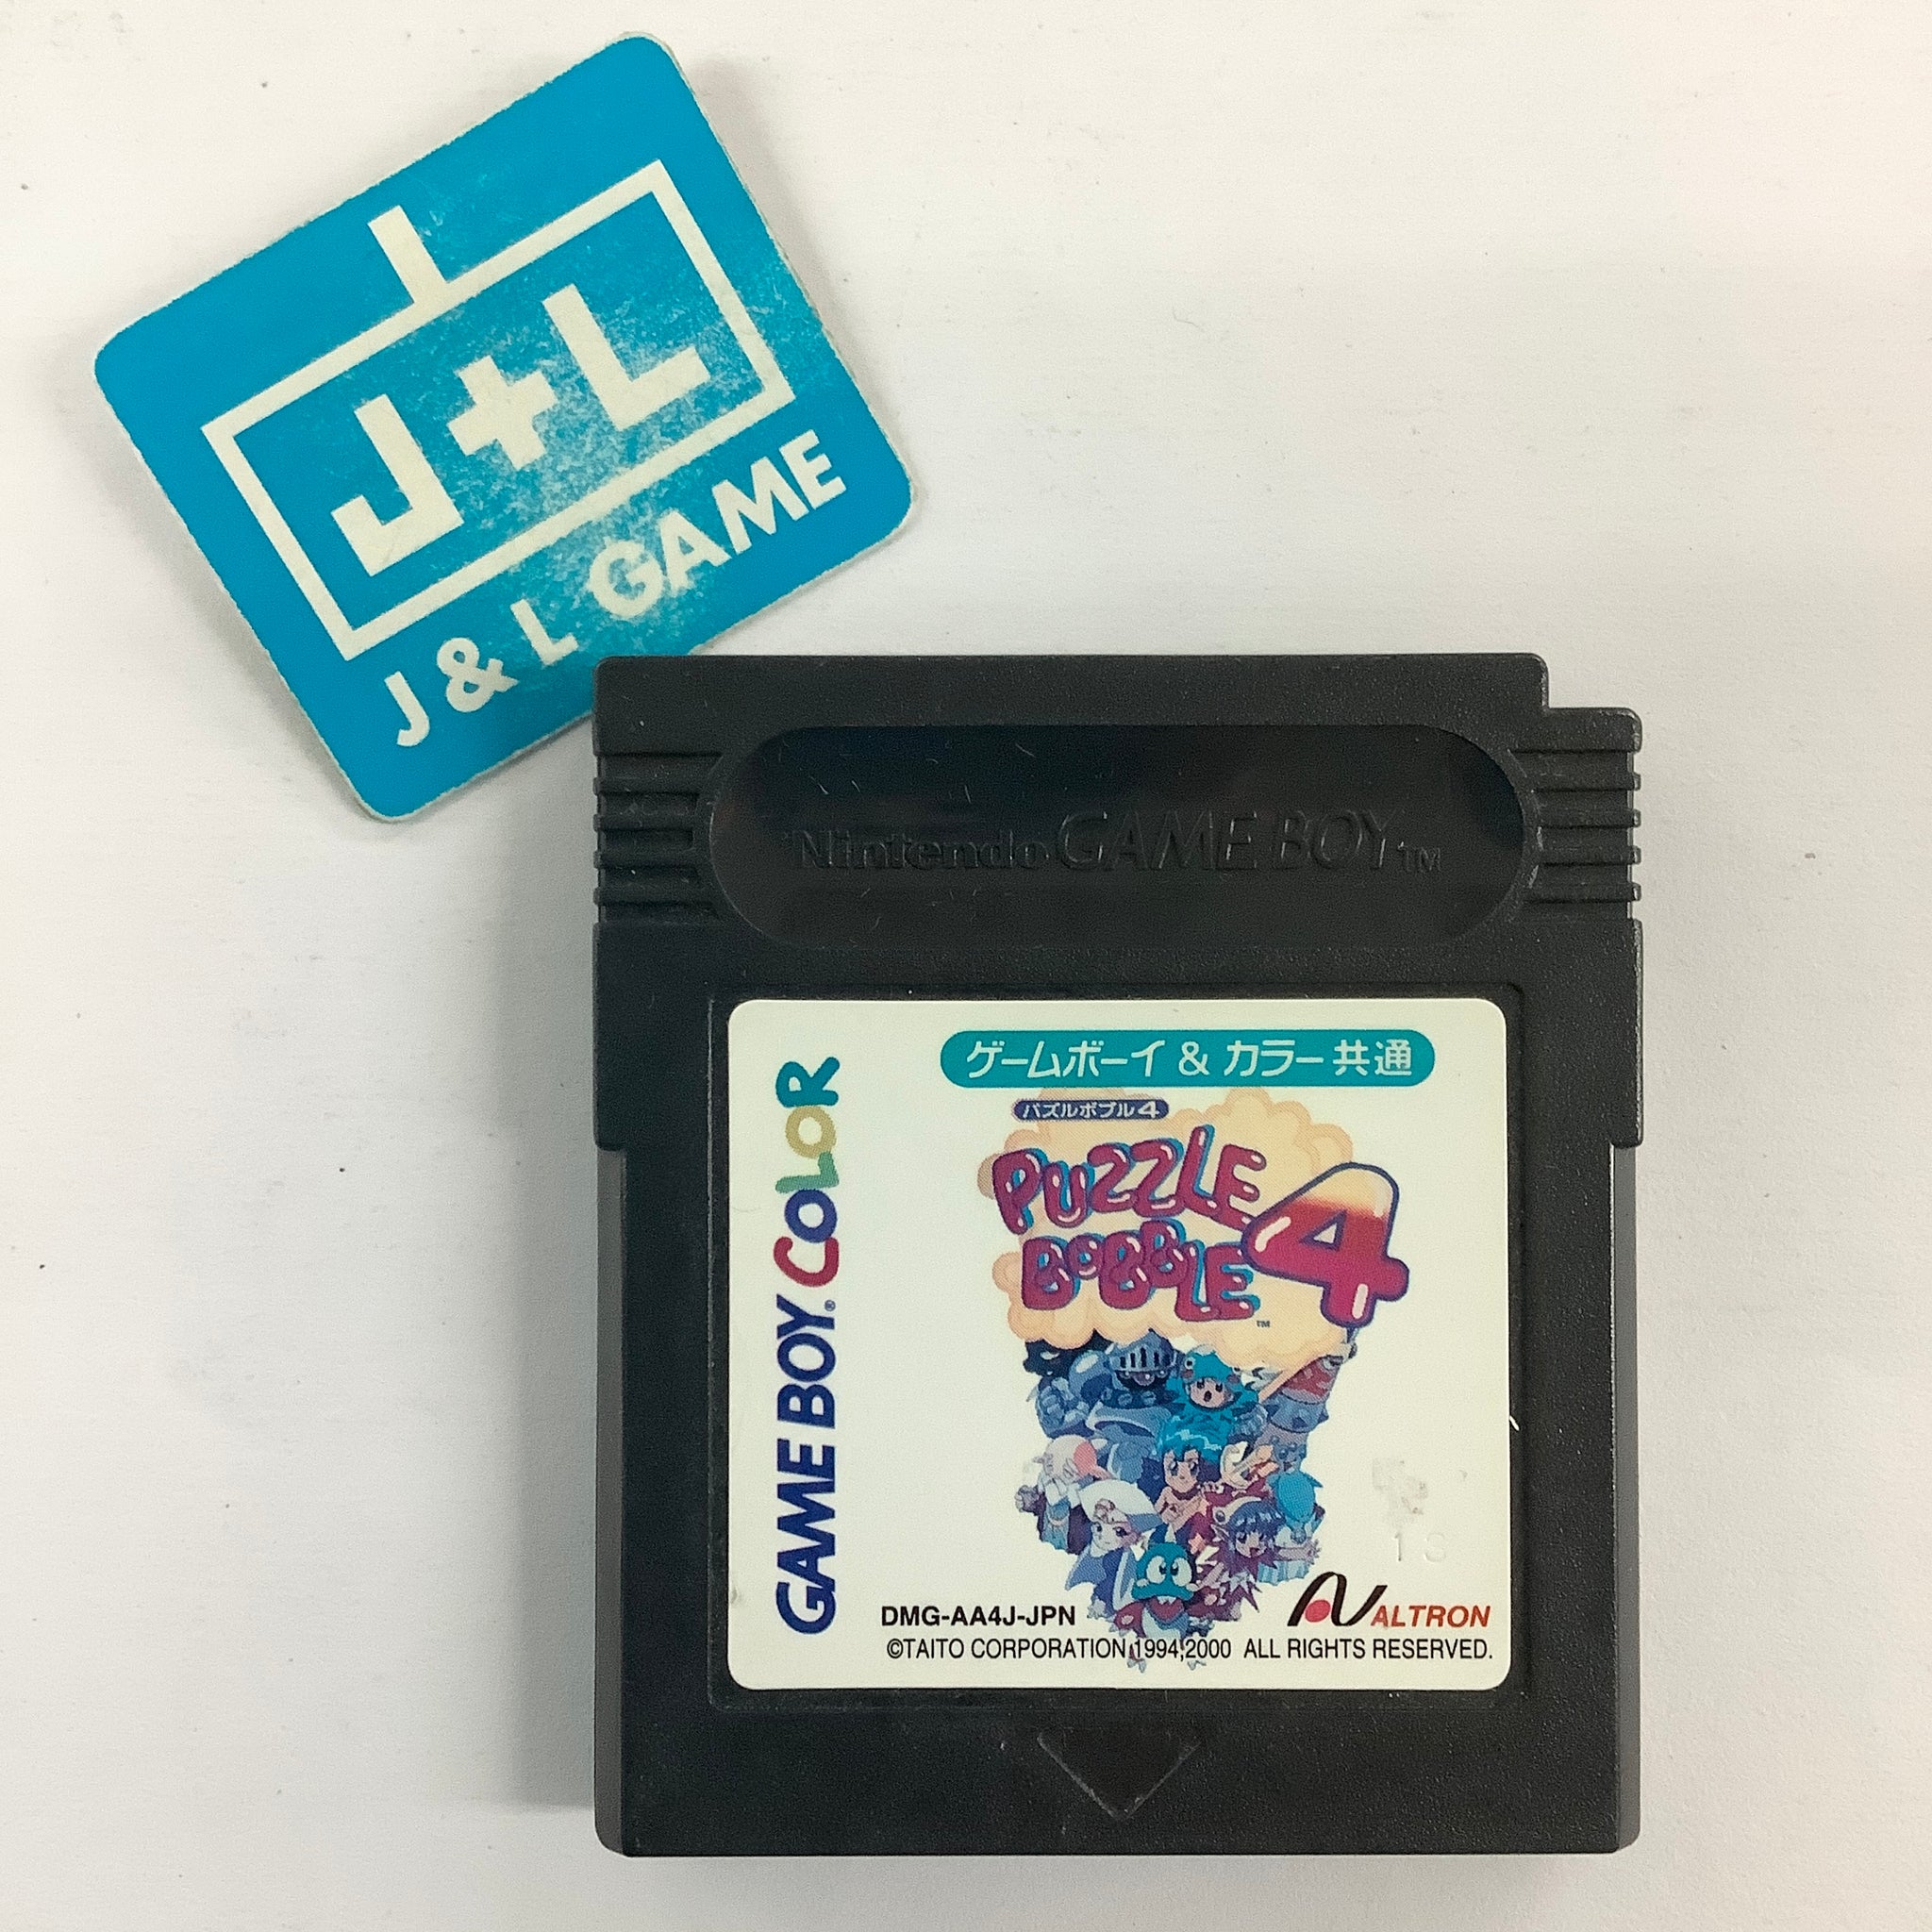 J+L
J & L GAME
Nintendo GAME BOY TM
GAME BOY® COLOR
ゲームボーイ & カラー共通
パズルボブル4
PUZZLE
BOBBLE 4
TM
DMG-AA4J-JPN
ALTRON
©TAITO CORPORATION 1994,2000 ALL RIGHTS RESERVED.